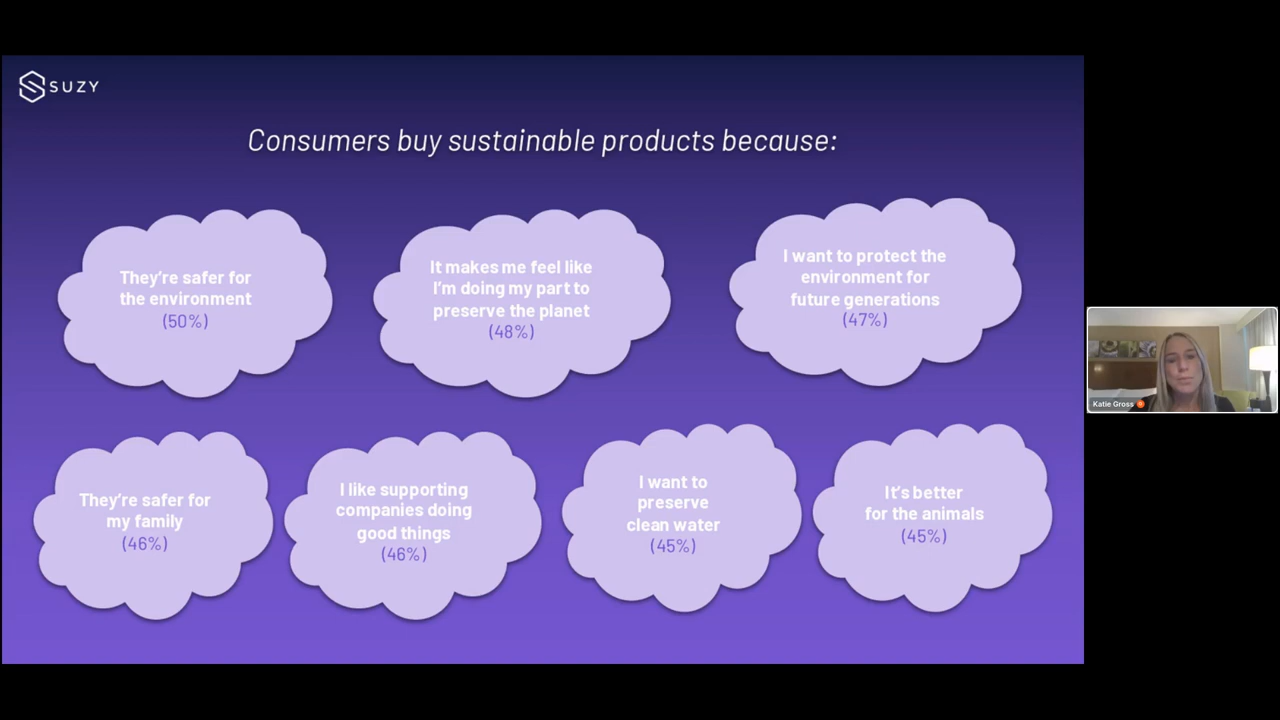 SUZY
Consumers buy sustainable products because:
They're safer for
the environment
(50%)
It makes me feel like
I'm doing my part to
preserve the planet
(48%)
I want to protect the
environment for
future generations
(47%)
They're safer for
my family
(46%)
I like supporting
companies doing
good things
(46%)
I want to
preserve
clean water
(45%)
It's better
for the animals
(45%)
Katie Gross